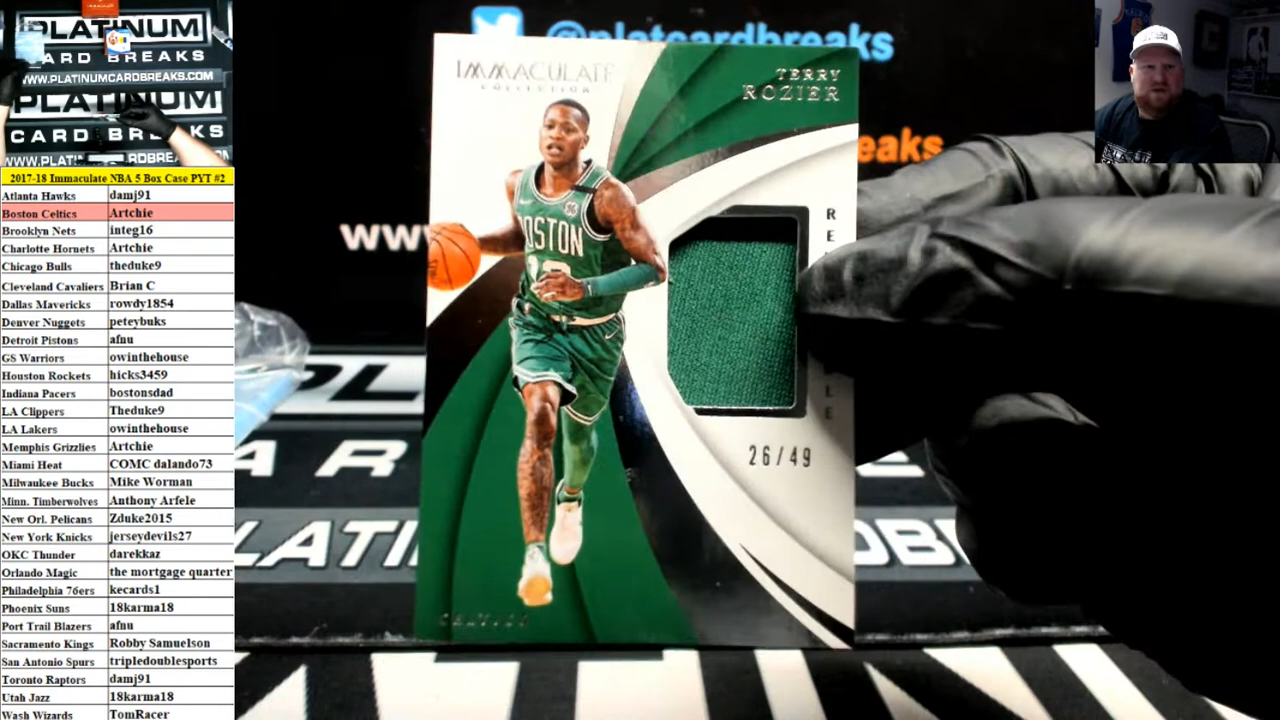 PLATINUM
CARD BREAKS
WWW.PLATINUMCARDBREAKS.COM
PLATINUM
CARD BREAKS
2017-18 Immaculate NBA 5 Box Case PYT #2
Atlanta Hawks damj91
Boston Celtics Artchie
Brooklyn Nets integ16
Charlotte Hornets Artchie
Chicago Bulls theduke9
Cleveland Cavaliers Brian C
Dallas Mavericks rowdy1854
Denver Nuggets peteybuks
Detroit Pistons afnu
GS Warriors owinthehouse
Houston Rockets hicks3459
Indiana Pacers bostonsdad
LA Clippers Theduke9
LA Lakers owinthehouse
Memphis Grizzlies Artchie
Miami Heat COMC dalando73
Milwaukee Bucks Mike Worman
Minn. Timberwolves Anthony Arfele
New Orl. Pelicans Zduke2015
New York Knicks jerseydevils27
OKC Thunder darekkaz
Orlando Magic the mortgage quarter
Philadelphia 76ers kecards1
Phoenix Suns 18karma18
Port Trail Blazers afnu
Sacramento Kings Robby Samuelson
San Antonio Spurs tripledoublesports
Toronto Raptors damj91
Utah Jazz 18karma18
Wash Wizards TomRacer
@platcardbreaks
IMMACULATE
COLLECTION
TERRY
ROZIER
BOSTON
26/49
CELTICS